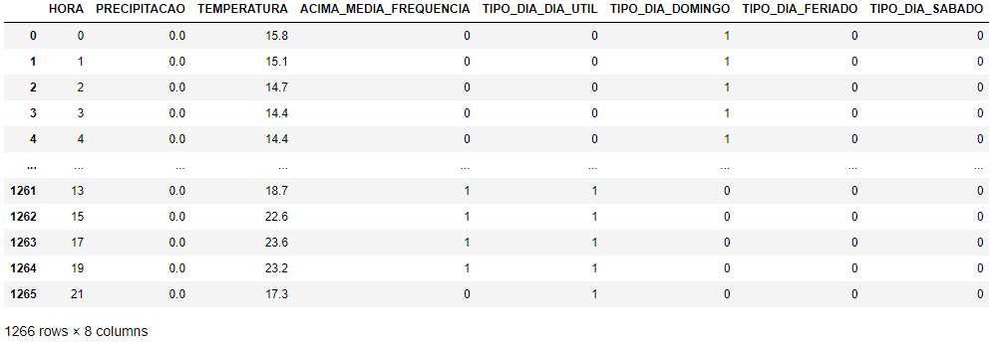 HORA PRECIPITACAO TEMPERATURA ACIMA_MEDIA_FREQUENCIA TIPO_DIA_DIA_UTIL TIPO_DIA_DOMINGO TIPO_DIA_FERIADO TIPO_DIA_SABADO
0 0 0.0 15.8 0 0 1 0 0
1 1 0.0 15.1 0 0 1 0 0
2 2 0.0 14.7 0 0 1 0 0
3 3 0.0 14.4 0 0 1 0 0
4 4 0.0 14.4 0 0 1 0 0
... ... ... ... ... ... ... ... ...
1261 13 0.0 18.7 1 1 0 0 0
1262 15 0.0 22.6 1 1 0 0 0
1263 17 0.0 23.6 1 1 0 0 0
1264 19 0.0 23.2 1 1 0 0 0
1265 21 0.0 17.3 0 1 0 0 0
1266 rows × 8 columns